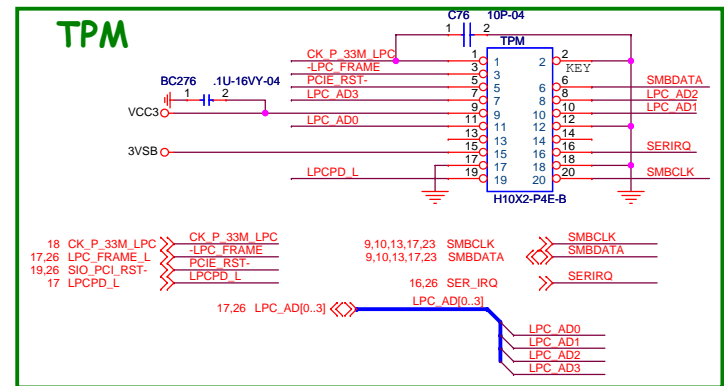 TPM
C76 10P-04
1 2
TPM
CK_P_33M_LPC 1 1 2 2
KEY
-LPC_FRAME 3 3
PCIE_RST- 5 5 6 6 SMBDATA
LPC_AD3 7 7 8 8 LPC_AD2
BC276 .1U-16VY-04
1 2
VCC3 9 9 10 10 LPC_AD1
LPC_AD0 11 11 12 12
13 13 14 14
3VSB 15 15 16 16 SERIRQ
17 17 18 18
LPCPD_L 19 19 20 20 SMBCLK
H10X2-P4E-B
18 CK_P_33M_LPC CK_P_33M_LPC
17,26 LPC_FRAME_L -LPC_FRAME
19,26 SIO_PCI_RST- PCIE_RST-
17 LPCPD_L LPCPD_L
9,10,13,17,23 SMBCLK SMBCLK
9,10,13,17,23 SMBDATA SMBDATA
16,26 SER_IRQ SERIRQ
17,26 LPC_AD[0..3] LPC_AD[0..3]
LPC_AD0
LPC_AD1
LPC_AD2
LPC_AD3